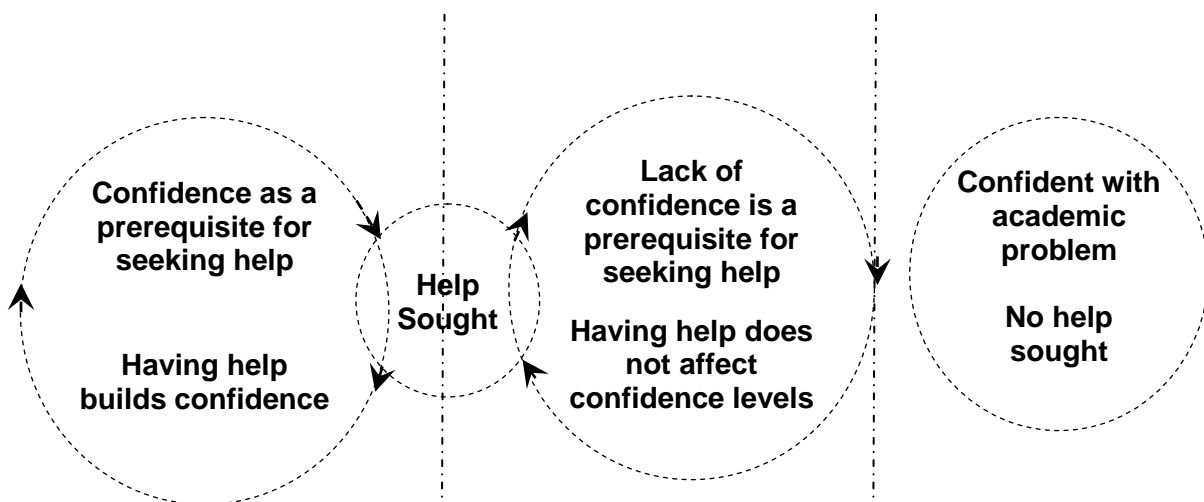 Confidence as a
prerequisite for
seeking help
Having help
builds confidence
Help
Sought
Lack of
confidence is a
prerequisite for
seeking help
Having help does
not affect
confidence levels
Confident with
academic
problem
No help
sought